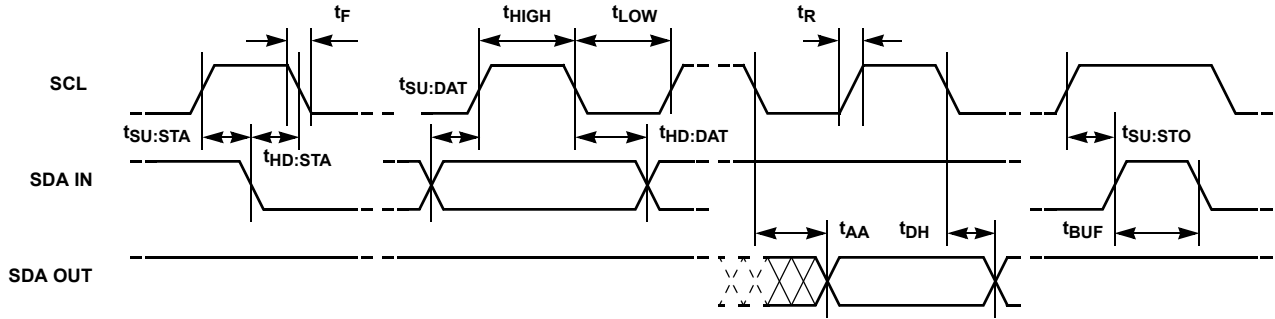 tF
tHIGH
tLOW
tR
SCL
tSU:DAT
tSU:STA
tHD:STA
tHD:DAT
tSU:STO
SDA IN
tAA
tDH
tBUF
SDA OUT